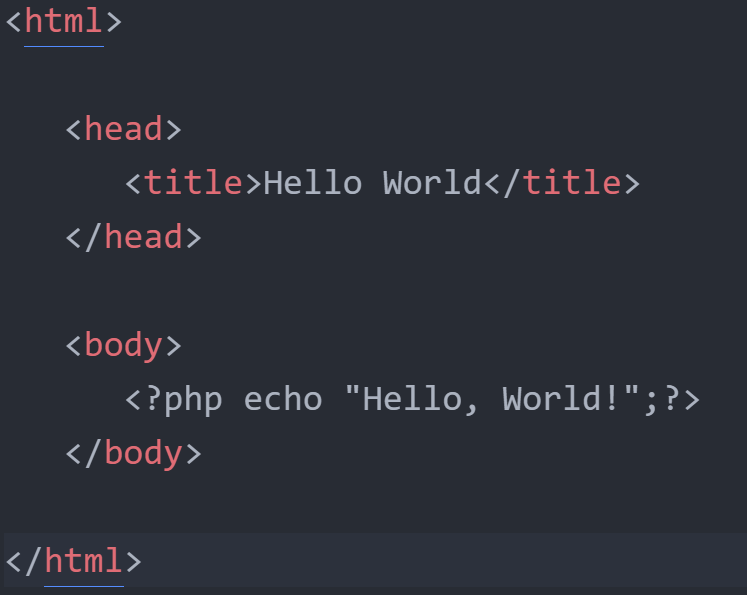 <html>
<head>
<title>Hello World</title>
</head>
<body>
<?php echo "Hello, World!";?>
</body>
</html>